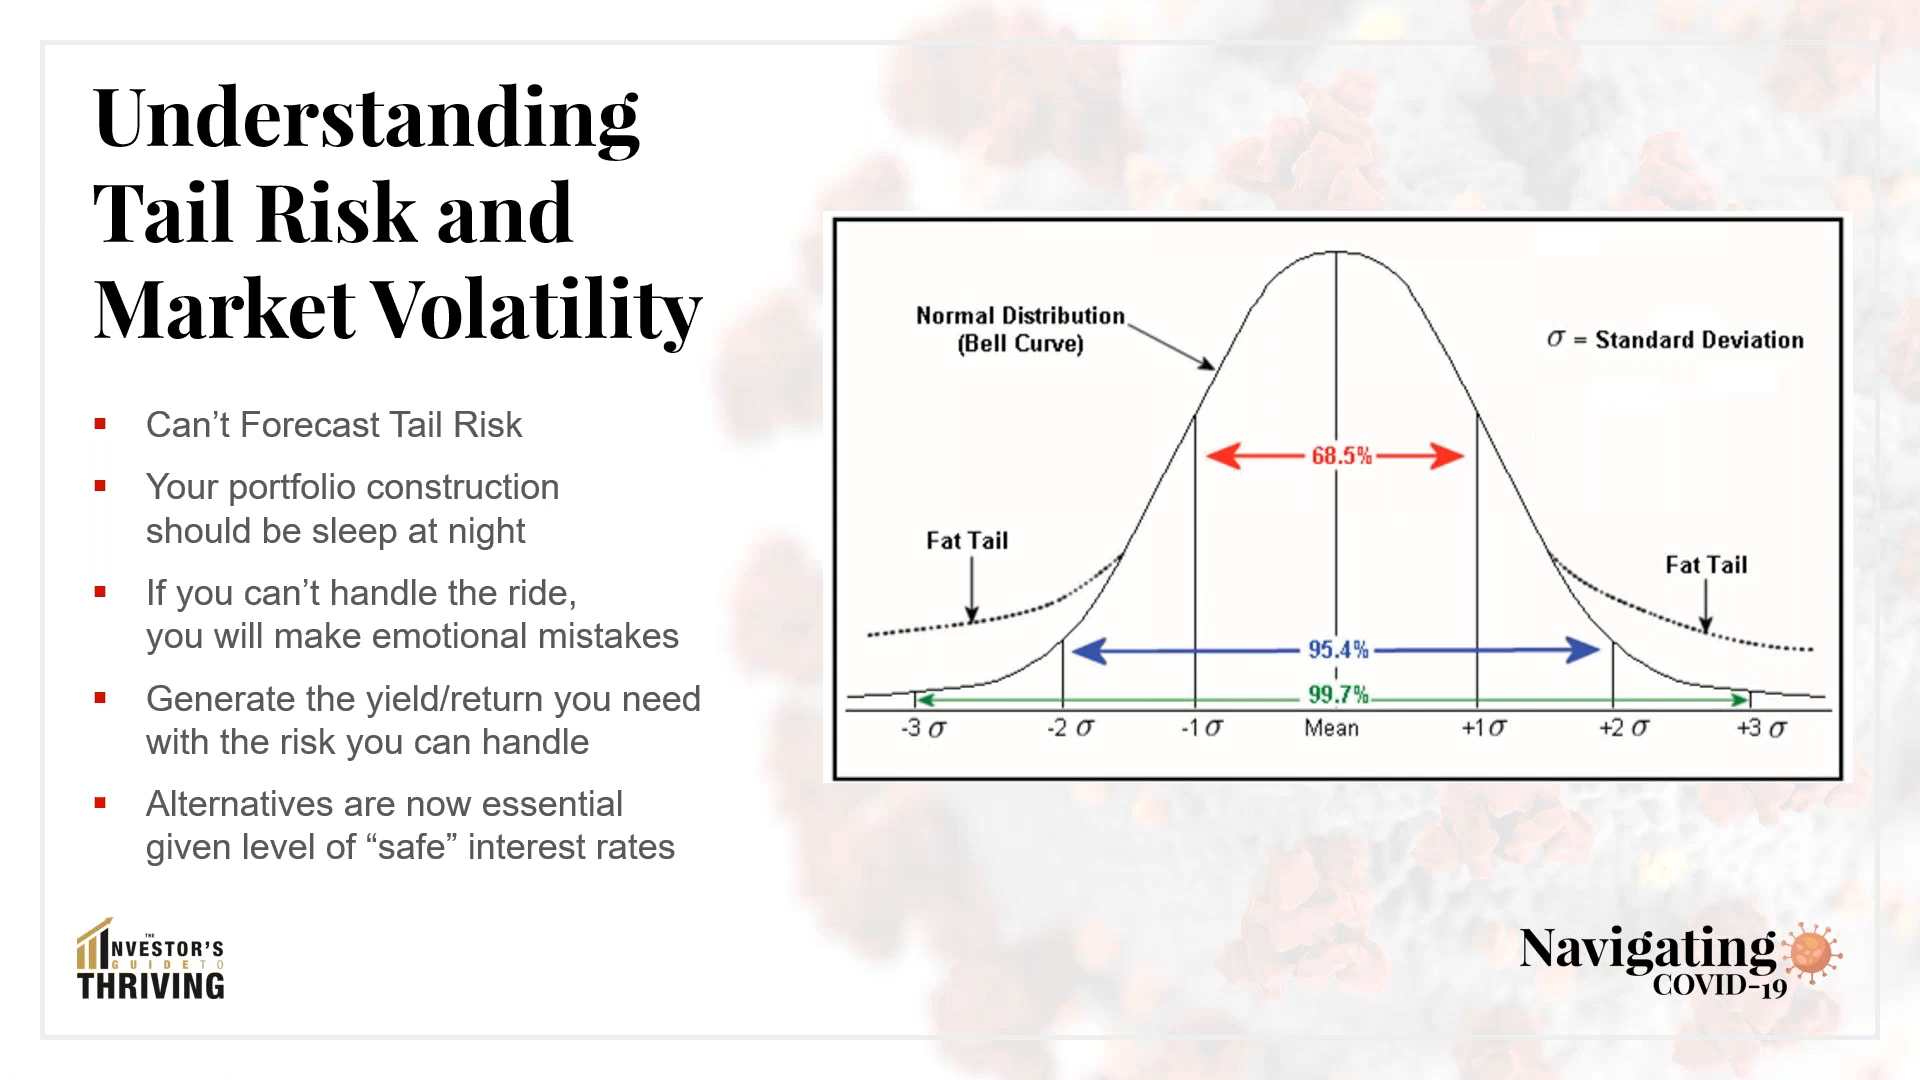 Understanding
Tail Risk and
Market Volatility
▪ Can’t Forecast Tail Risk
▪ Your portfolio construction
should be sleep at night
▪ If you can’t handle the ride,
you will make emotional mistakes
▪ Generate the yield/return you need
with the risk you can handle
▪ Alternatives are now essential
given level of “safe” interest rates
Normal Distribution
(Bell Curve)
σ = Standard Deviation
68.5%
Fat Tail
Fat Tail
95.4%
99.7%
-3 σ -2 σ -1 σ Mean +1 σ +2 σ +3 σ
THE
INVESTOR’S
GUIDE TO
THRIVING
Navigating
COVID-19